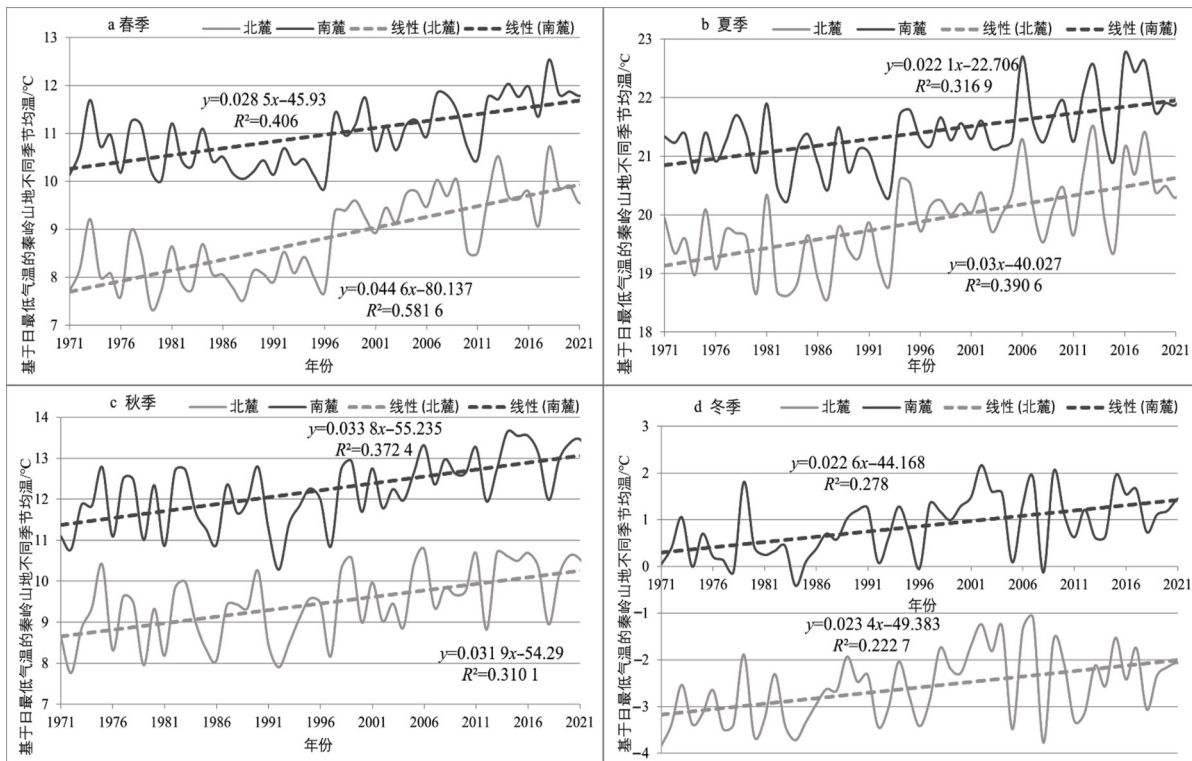 a 春季
北麓 南麓 线性 (北麓) 线性 (南麓)
基于日最低气温的秦岭山地不同季节均温/℃
13
12
11
10
9
8
7
y=0.028 5x−45.93
R²=0.406
y=0.044 6x−80.137
R²=0.581 6
1971 1976 1981 1986 1991 1996 2001 2006 2011 2016 2021
年份
b 夏季
北麓 南麓 线性 (北麓) 线性 (南麓)
基于日最低气温的秦岭山地不同季节均温/℃
23
22
21
20
19
18
y=0.022 1x−22.706
R²=0.316 9
y=0.03x−40.027
R²=0.390 6
1971 1976 1981 1986 1991 1996 2001 2006 2011 2016 2021
年份
c 秋季
北麓 南麓 线性 (北麓) 线性 (南麓)
基于日最低气温的秦岭山地不同季节均温/℃
14
13
12
11
10
9
8
7
y=0.033 8x−55.235
R²=0.372 4
y=0.031 9x−54.29
R²=0.310 1
1971 1976 1981 1986 1991 1996 2001 2006 2011 2016 2021
年份
d 冬季
北麓 南麓 线性 (北麓) 线性 (南麓)
基于日最低气温的秦岭山地不同季节均温/℃
3
2
1
0
−1
−2
−3
−4
y=0.022 6x−44.168
R²=0.278
1971 1976 1981 1986 1991 1996 2001 2006 2011 2016 2021
年份
y=0.023 4x−49.383
R²=0.222 7